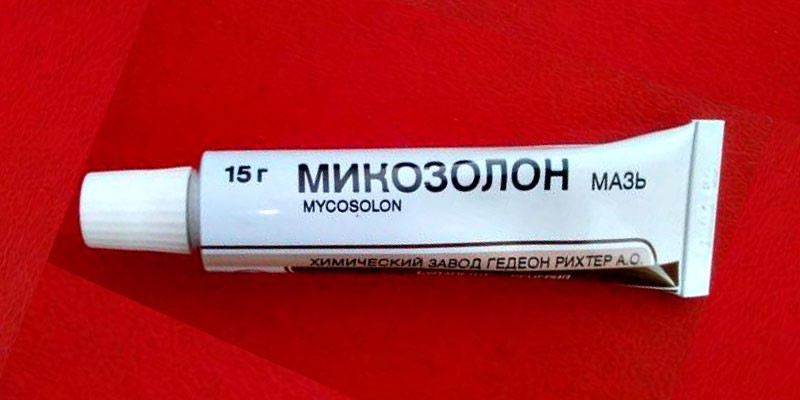 15 г МИКОЗОЛОН МАЗЬ
MYCOSOLON
ХИМИЧЕСКИЙ ЗАВОД ГЕДЕОН РИХТЕР А.О.